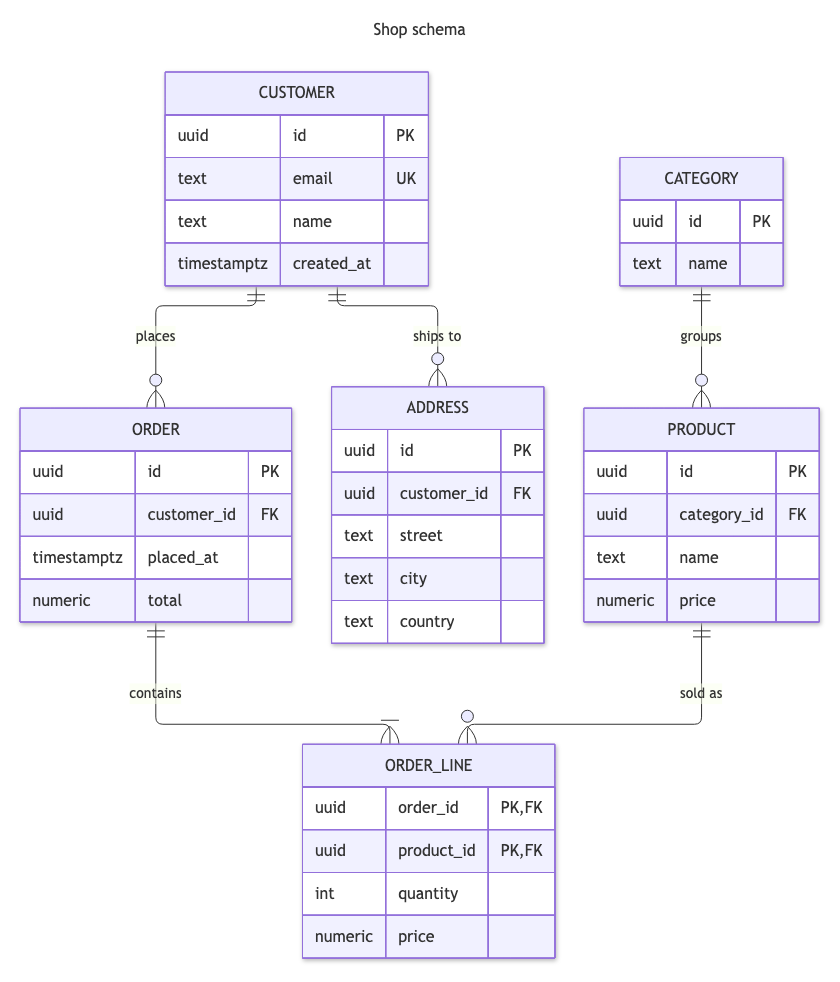 Shop schema
CUSTOMER
uuid id PK
text email UK
text name
timestamptz created_at
CATEGORY
uuid id PK
text name
places
ships to
groups
ORDER
uuid id PK
uuid customer_id FK
timestamptz placed_at
numeric total
ADDRESS
uuid id PK
uuid customer_id FK
text street
text city
text country
PRODUCT
uuid id PK
uuid category_id FK
text name
numeric price
contains
sold as
ORDER_LINE
uuid order_id PK,FK
uuid product_id PK,FK
int quantity
numeric price